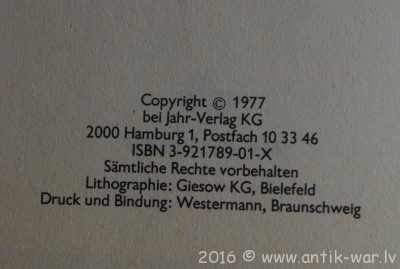 Copyright © 1977
bei Jahr-Verlag KG
2000 Hamburg 1, Postfach 10 33 46
ISBN 3-921789-01-X
Sämtliche Rechte vorbehalten
Lithographie: Giesow KG, Bielefeld
Druck und Bindung: Westermann, Braunschweig
2016 © www.antik-war.lv